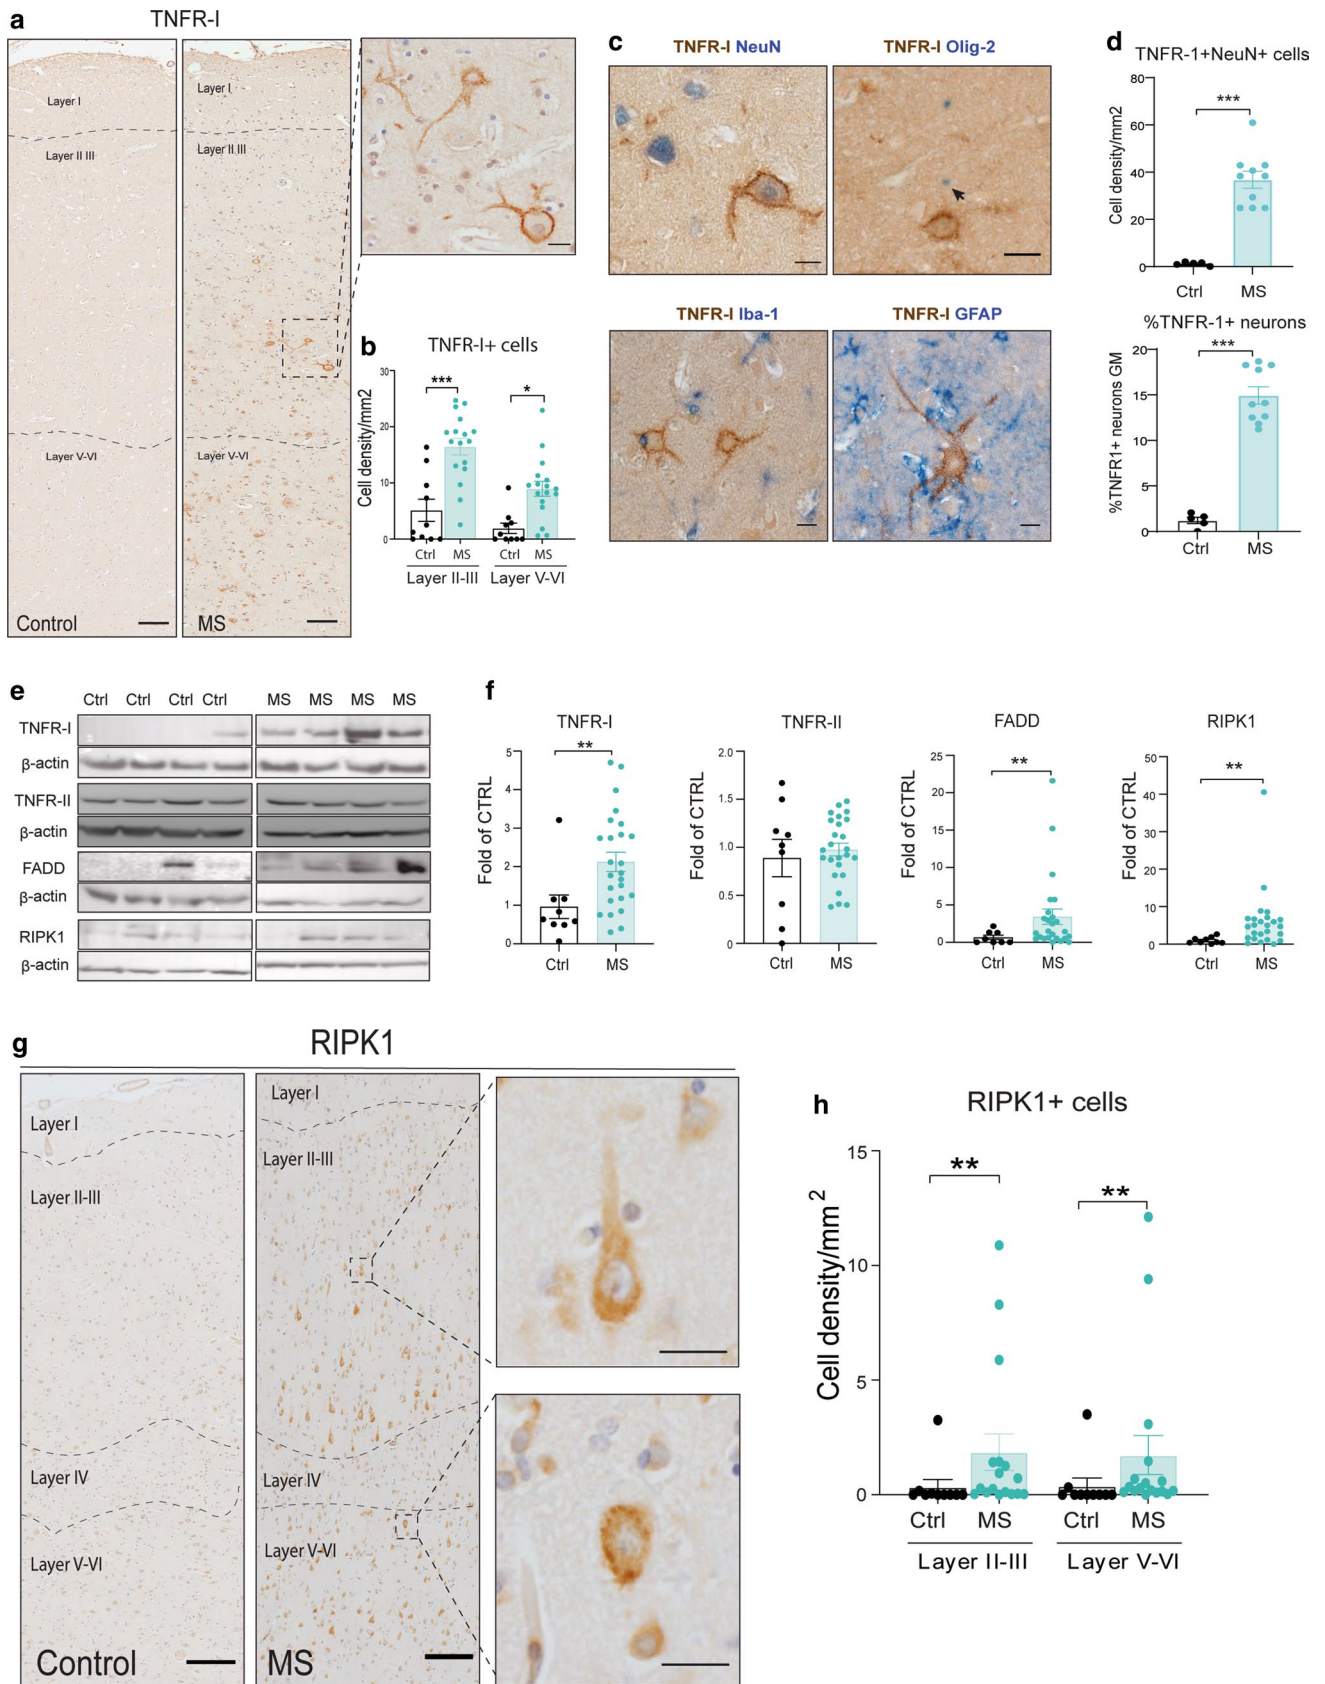 a
TNFR-I
Layer I
Layer II III
Layer V-VI
Control
Layer I
Layer II III
Layer V-VI
MS
b
TNFR-I+ cells
Cell density/mm2
30
20
10
0
***
*
Ctrl MS Ctrl MS
Layer II-III Layer V-VI
c
TNFR-I NeuN
TNFR-I Olig-2
TNFR-I Iba-1
TNFR-I GFAP
d
TNFR-1+NeuN+ cells
Cell density/mm2
80
60
40
20
0
***
Ctrl MS
%TNFR-1+ neurons
%TNFR1+ neurons GM
20
15
10
5
0
***
Ctrl MS
e
Ctrl Ctrl Ctrl Ctrl MS MS MS MS
TNFR-I
β-actin
TNFR-II
β-actin
FADD
β-actin
RIPK1
β-actin
f
TNFR-I
Fold of CTRL
5
4
3
2
1
0
**
Ctrl MS
TNFR-II
Fold of CTRL
2.0
1.5
1.0
0.5
0
Ctrl MS
FADD
Fold of CTRL
25
20
15
10
5
0
**
Ctrl MS
RIPK1
Fold of CTRL
50
40
30
20
10
0
**
Ctrl MS
g
RIPK1
Layer I
Layer II-III
Layer IV
Layer V-VI
Control
Layer I
Layer II-III
Layer IV
Layer V-VI
MS
h
RIPK1+ cells
Cell density/mm2
15
10
5
0
**
**
Ctrl MS Ctrl MS
Layer II-III Layer V-VI